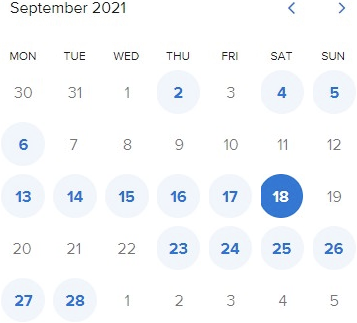 September 2021
MON TUE WED THU FRI SAT SUN
30 31 1 2 3 4 5
6 7 8 9 10 11 12
13 14 15 16 17 18 19
20 21 22 23 24 25 26
27 28 1 2 3 4 5